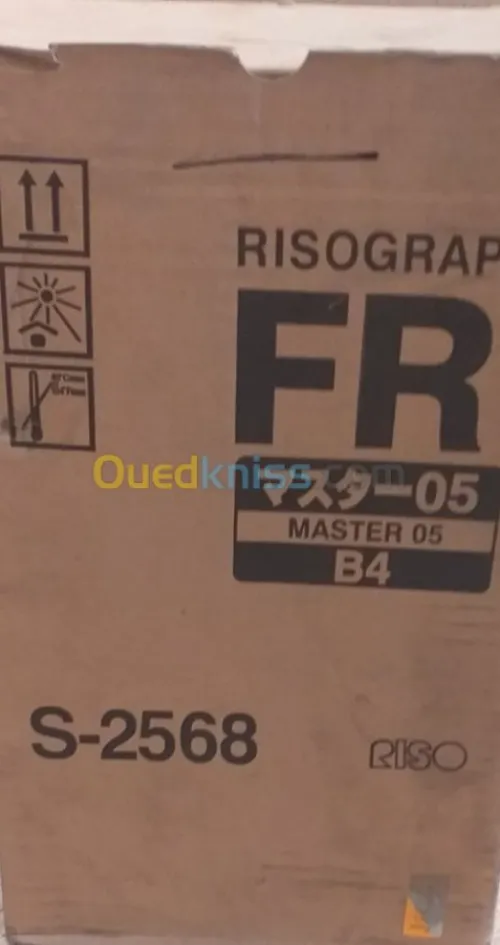 RISOGRAP
FR
Ouedkniss.com
マスター05
MASTER 05
B4
S-2568
RISO